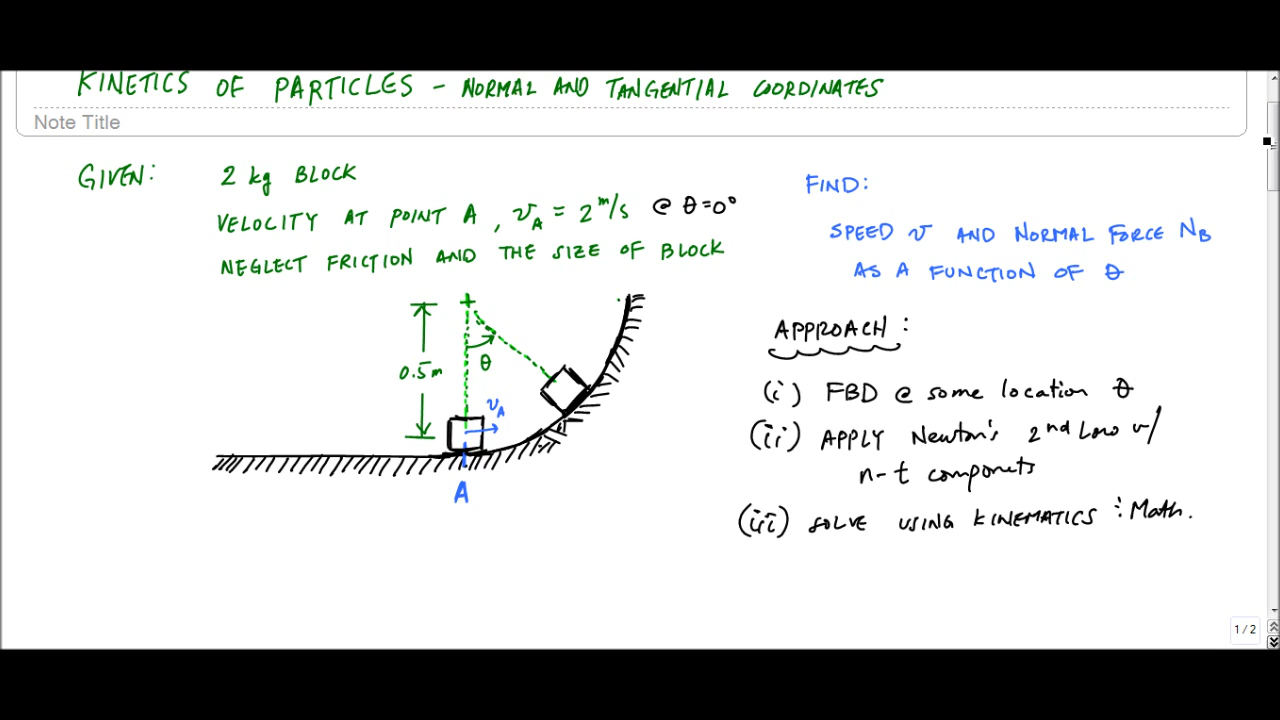 KINETICS OF PARTICLES - NORMAL AND TANGENTIAL COORDINATES
Note Title
GIVEN: 2 kg BLOCK
VELOCITY AT POINT A, v_A = 2 m/s @ θ=0°
NEGLECT FRICTION AND THE SIZE OF BLOCK
FIND:
SPEED v AND NORMAL FORCE N_B
AS A FUNCTION OF θ
0.5m
θ
v_A
A
APPROACH:
(i) FBD @ some location θ
(ii) APPLY Newton's 2nd Law w/
n-t componets
(iii) SOLVE USING KINEMATICS & Math.
1/2